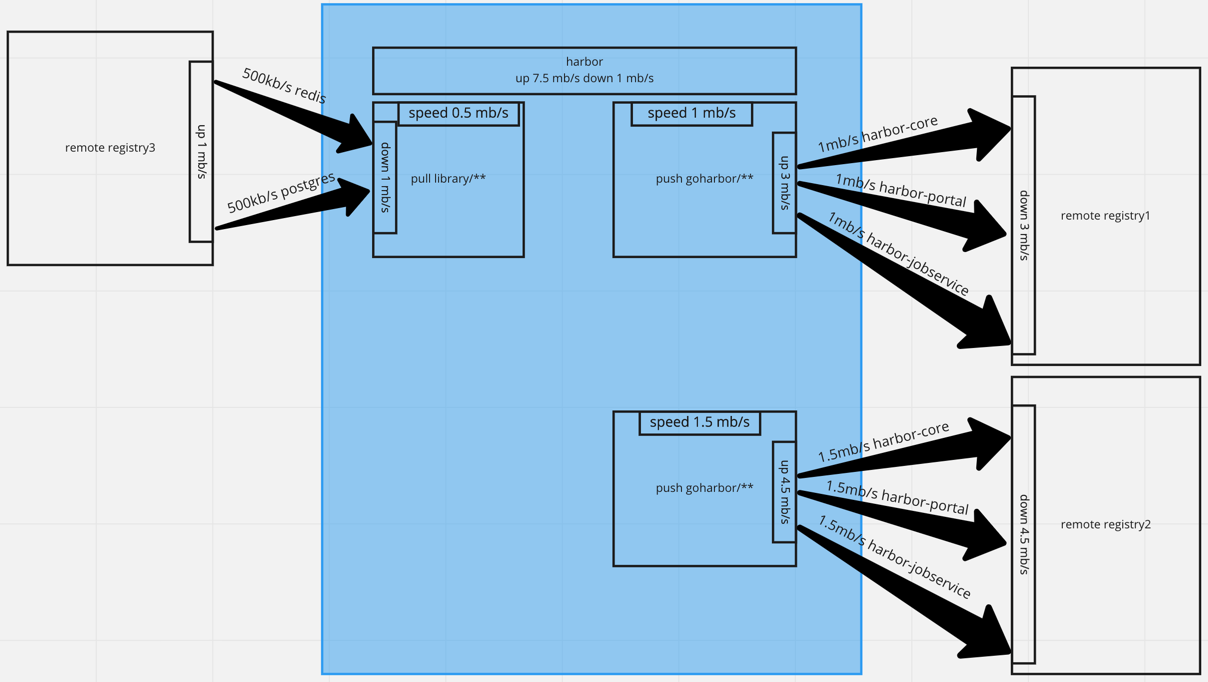 harbor
up 7.5 mb/s down 1 mb/s
remote registry3
up 1 mb/s
500kb/s redis
500kb/s postgres
speed 0.5 mb/s
down 1 mb/s
pull library/**
speed 1 mb/s
push goharbor/**
up 3 mb/s
1mb/s harbor-core
1mb/s harbor-portal
1mb/s harbor-jobservice
down 3 mb/s
remote registry1
speed 1.5 mb/s
push goharbor/**
up 4.5 mb/s
1.5mb/s harbor-core
1.5mb/s harbor-portal
1.5mb/s harbor-jobservice
down 4.5 mb/s
remote registry2